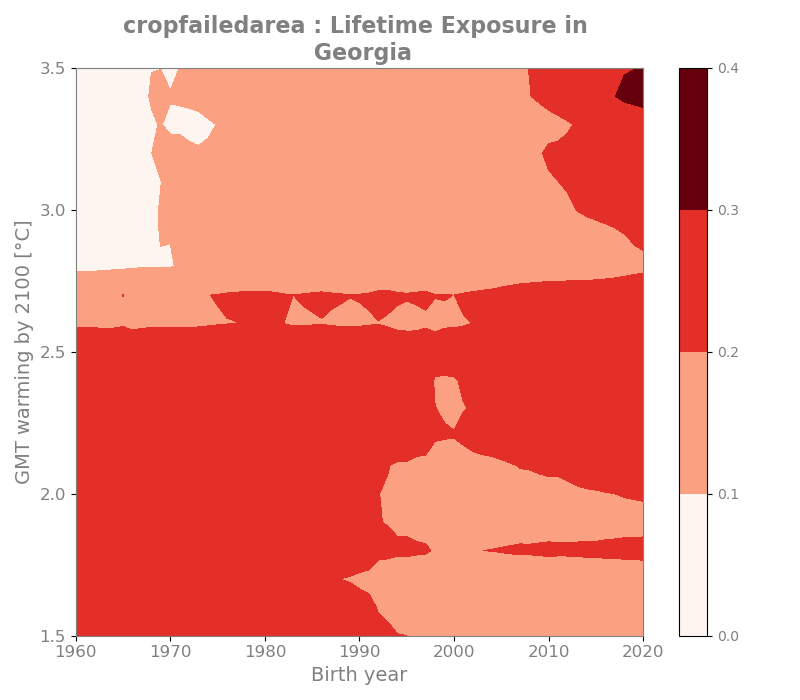 cropfailedarea : Lifetime Exposure in
Georgia
GMT warming by 2100 [°C]
3.5
3.0
2.5
2.0
1.5
1960 1970 1980 1990 2000 2010 2020
Birth year
0.4
0.3
0.2
0.1
0.0